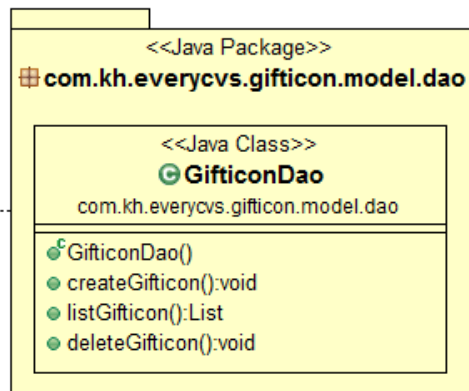 <<Java Package>>
com.kh.everycvs.gifticon.model.dao
<<Java Class>>
GifticonDao
com.kh.everycvs.gifticon.model.dao
GifticonDao()
createGifticon():void
listGifticon():List
deleteGifticon():void